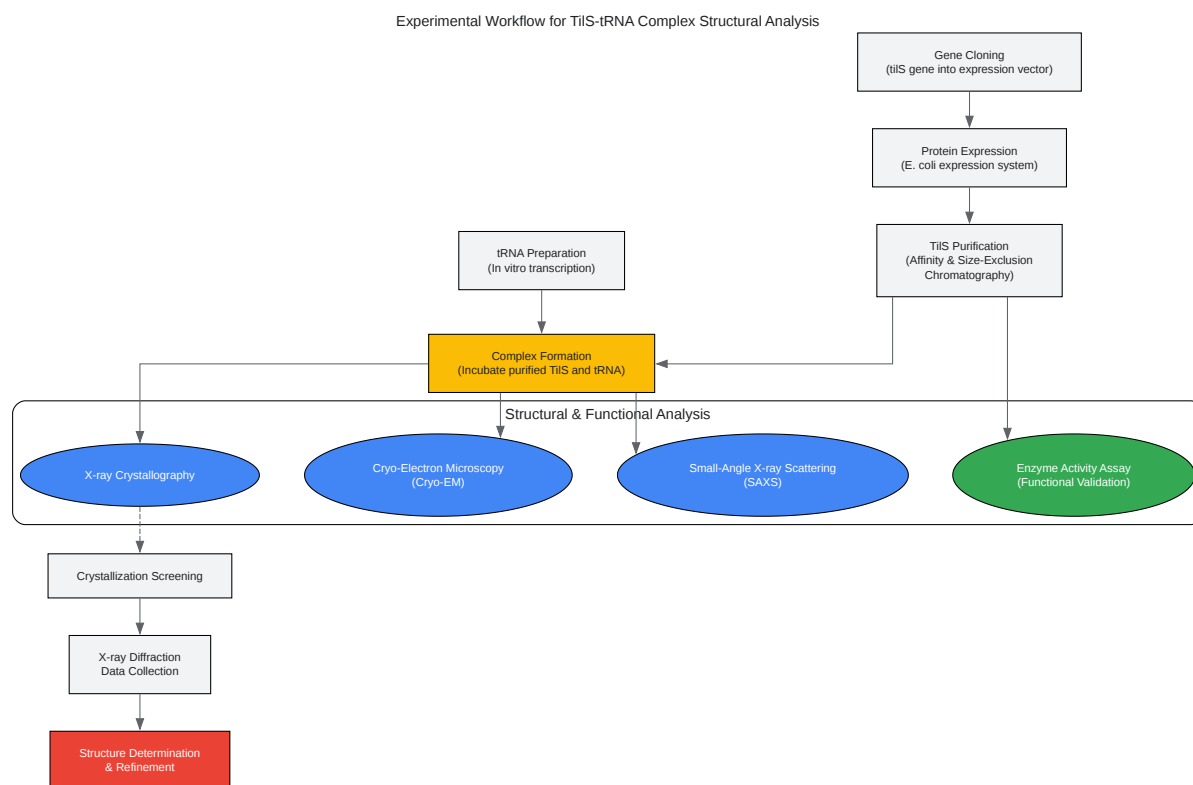 Experimental Workflow for TilS-tRNA Complex Structural Analysis
Gene Cloning
(tilS gene into expression vector)
Protein Expression
(E. coli expression system)
TilS Purification
(Affinity & Size-Exclusion
Chromatography)
tRNA Preparation
(In vitro transcription)
Complex Formation
(Incubate purified TilS and tRNA)
Structural & Functional Analysis
X-ray Crystallography
Cryo-Electron Microscopy
(Cryo-EM)
Small-Angle X-ray Scattering
(SAXS)
Enzyme Activity Assay
(Functional Validation)
Crystallization Screening
X-ray Diffraction
Data Collection
Structure Determination
& Refinement